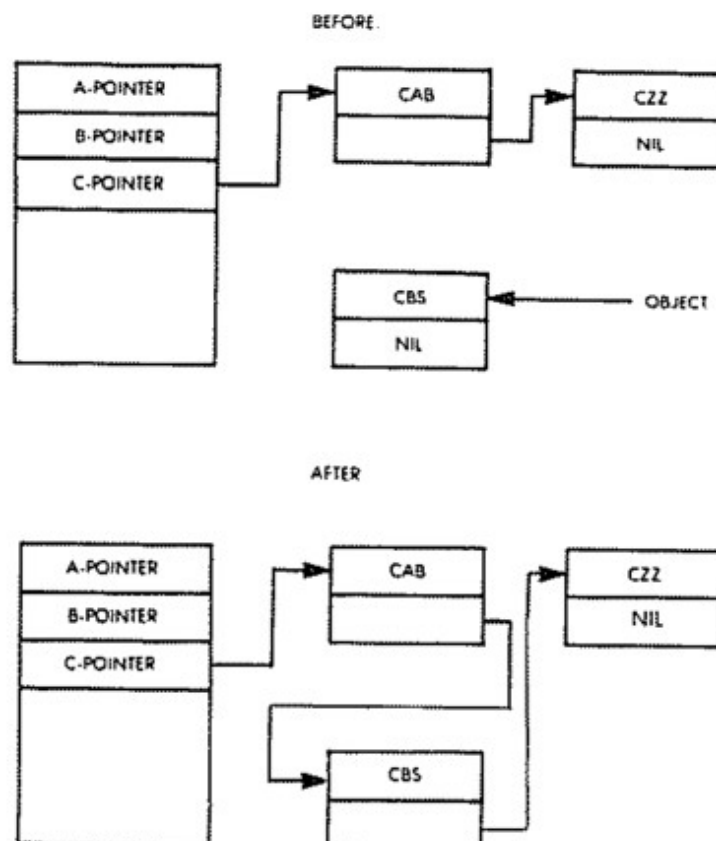 BEFORE.
A-POINTER
B-POINTER
C-POINTER
CAB
CZZ
NIL
CBS
NIL
OBJECT
AFTER
A-POINTER
B-POINTER
C-POINTER
CAB
CZZ
NIL
CBS